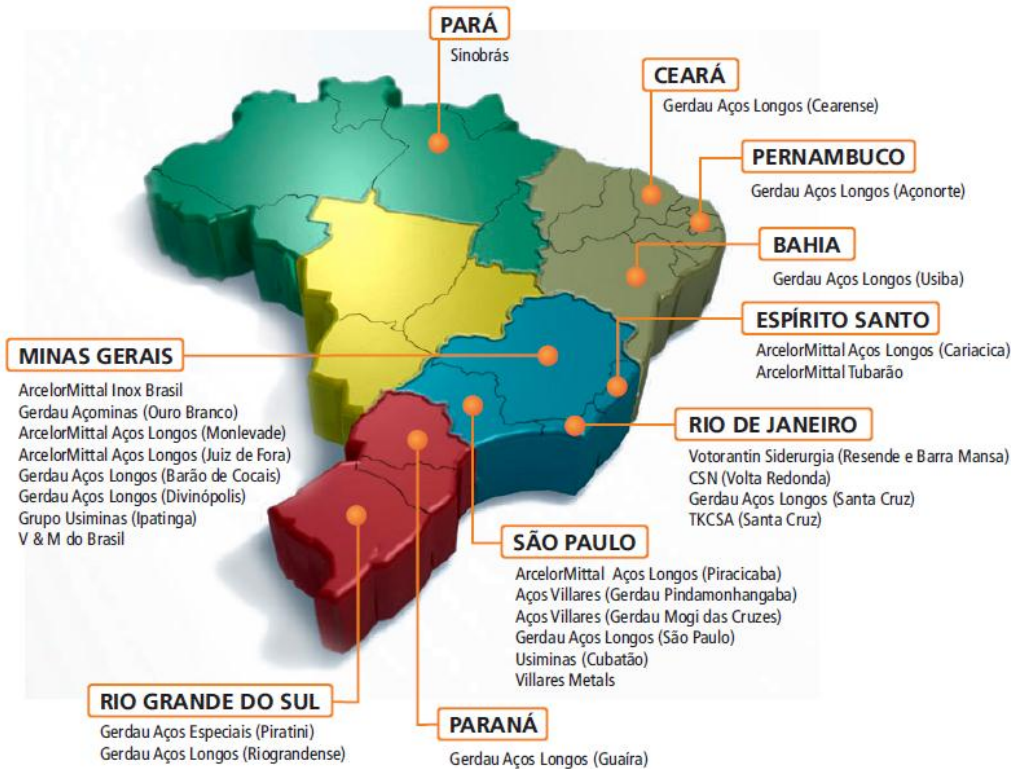 PARÁ
Sinobrás
CEARÁ
Gerdau Aços Longos (Cearense)
PERNAMBUCO
Gerdau Aços Longos (Açonorte)
BAHIA
Gerdau Aços Longos (Usiba)
ESPÍRITO SANTO
ArcelorMittal Aços Longos (Cariacica)
ArcelorMittal Tubarão
MINAS GERAIS
ArcelorMittal Inox Brasil
Gerdau Açominas (Ouro Branco)
ArcelorMittal Aços Longos (Monlevade)
ArcelorMittal Aços Longos (Juiz de Fora)
Gerdau Aços Longos (Barão de Cocais)
Gerdau Aços Longos (Divinópolis)
Grupo Usiminas (Ipatinga)
V & M do Brasil
RIO DE JANEIRO
Votorantin Siderurgia (Resende e Barra Mansa)
CSN (Volta Redonda)
Gerdau Aços Longos (Santa Cruz)
TKCSA (Santa Cruz)
SÃO PAULO
ArcelorMittal Aços Longos (Piracicaba)
Aços Villares (Gerdau Pindamonhangaba)
Aços Villares (Gerdau Mogi das Cruzes)
Gerdau Aços Longos (São Paulo)
Usiminas (Cubatão)
Villares Metals
RIO GRANDE DO SUL
Gerdau Aços Especiais (Piratini)
Gerdau Aços Longos (Riograndense)
PARANÁ
Gerdau Aços Longos (Guaíra)